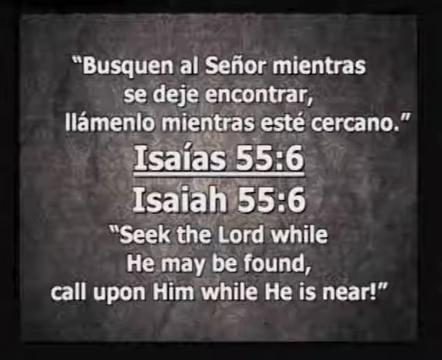 “Busquen al Señor mientras
se deje encontrar,
llámenlo mientras esté cercano.”
Isaías 55:6
Isaiah 55:6
“Seek the Lord while
He may be found,
call upon Him while He is near!”